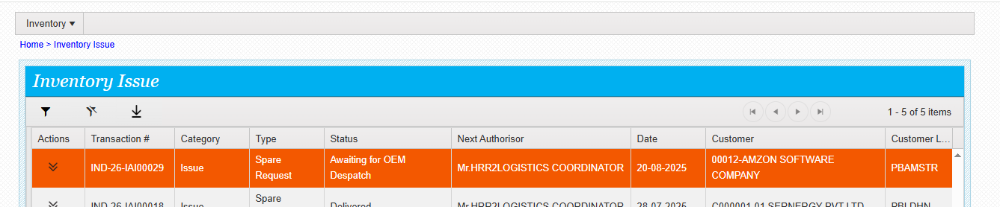 Inventory
Home > Inventory Issue
Inventory Issue
1 - 5 of 5 items
Actions Transaction # Category Type Status Next Authorisor Date Customer Customer L...
IND-26-IAI00029 Issue Spare Request Awaiting for OEM Despatch Mr.HRR2LOGISTICS COORDINATOR 20-08-2025 00012-AMZON SOFTWARE COMPANY PBAMSTR
IND-26-IAI00018 Issue Spare Delivered Mr.HRR2LOGISTICS COORDINATOR 28-07-2025 C000001-01 SERNERGY PVT LTD PBLDHN